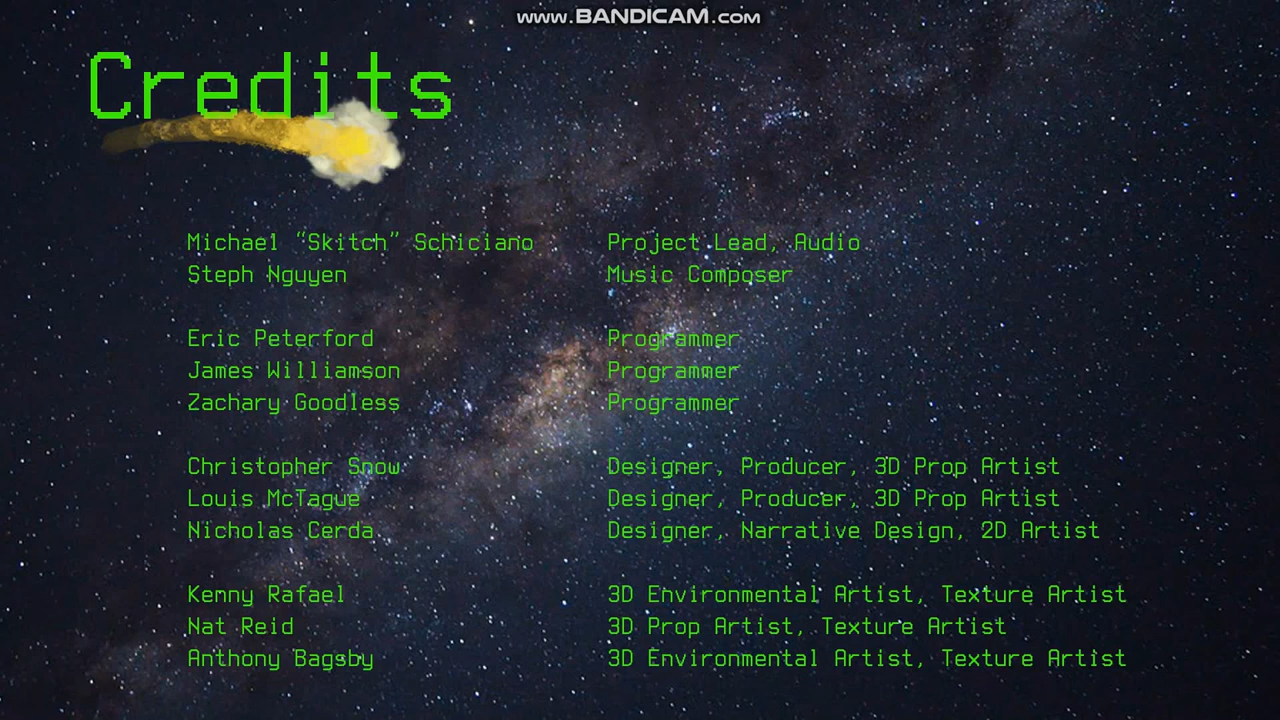 www.BANDICAM.com
Credits
Michael “Skitch” Schiciano Project Lead, Audio
Steph Nguyen Music Composer
Eric Peterford Programmer
James Williamson Programmer
Zachary Goodless Programmer
Christopher Snow Designer, Producer, 3D Prop Artist
Louis McTague Designer, Producer, 3D Prop Artist
Nicholas Cerda Designer, Narrative Design, 2D Artist
Kenny Rafael 3D Environmental Artist, Texture Artist
Nat Reid 3D Prop Artist, Texture Artist
Anthony Bagsby 3D Environmental Artist, Texture Artist